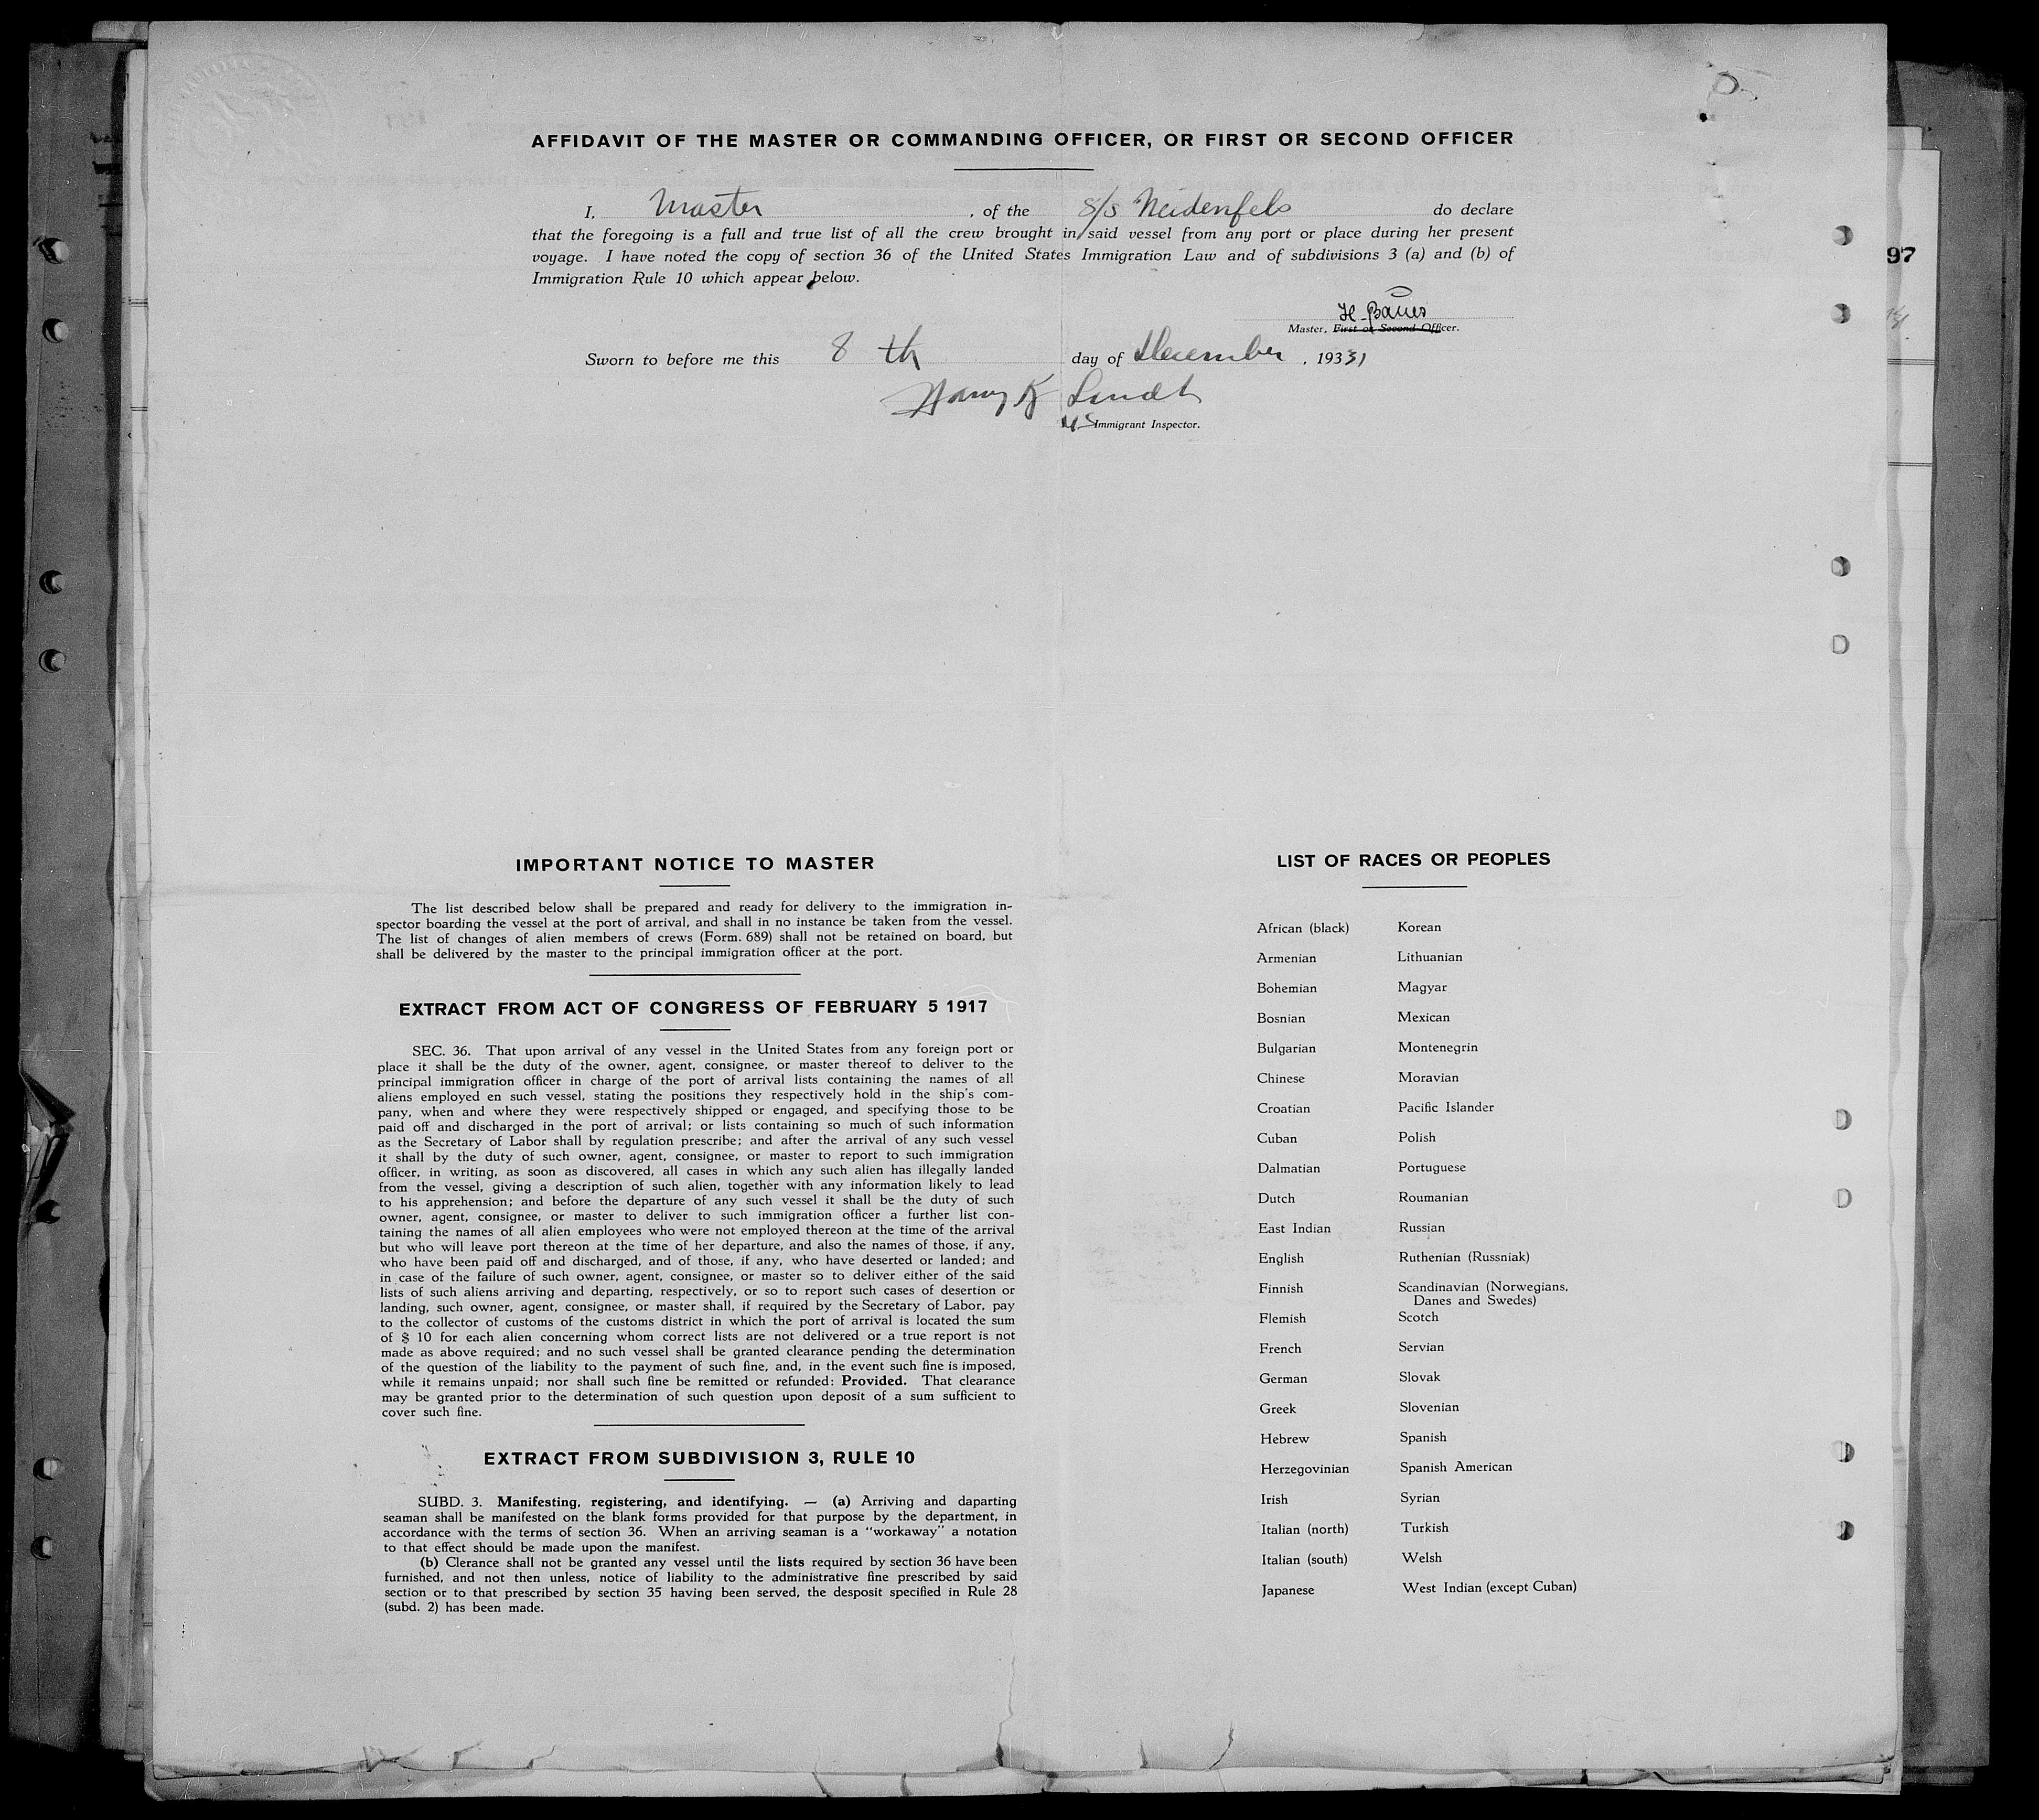 AFFIDAVIT OF THE MASTER OR COMMANDING OFFICER, OR FIRST OR SECOND OFFICER
I, Master, of the S/S Neidenfels do declare
that the foregoing is a full and true list of all the crew brought in said vessel from any port or place during her present
voyage. I have noted the copy of section 36 of the United States Immigration Law and of subdivisions 3 (a) and (b) of
Immigration Rule 10 which appear below.
H. Bauer
Master, First or Second Officer.
Sworn to before me this 8 th day of December, 193 31
Harry K Lindt
US Immigrant Inspector.
97
IMPORTANT NOTICE TO MASTER
The list described below shall be prepared and ready for delivery to the immigration in-
spector boarding the vessel at the port of arrival, and shall in no instance be taken from the vessel.
The list of changes of alien members of crews (Form. 689) shall not be retained on board, but
shall be delivered by the master to the principal immigration officer at the port.
EXTRACT FROM ACT OF CONGRESS OF FEBRUARY 5 1917
SEC. 36. That upon arrival of any vessel in the United States from any foreign port or
place it shall be the duty of the owner, agent, consignee, or master thereof to deliver to the
principal immigration officer in charge of the port of arrival lists containing the names of all
aliens employed en such vessel, stating the positions they respectively hold in the ship's com-
pany, when and where they were respectively shipped or engaged, and specifying those to be
paid off and discharged in the port of arrival; or lists containing so much of such information
as the Secretary of Labor shall by regulation prescribe; and after the arrival of any such vessel
it shall by the duty of such owner, agent, consignee, or master to report to such immigration
officer, in writing, as soon as discovered, all cases in which any such alien has illegally landed
from the vessel, giving a description of such alien, together with any information likely to lead
to his apprehension; and before the departure of any such vessel it shall be the duty of such
owner, agent, consignee, or master to deliver to such immigration officer a further list con-
taining the names of all alien employees who were not employed thereon at the time of the arrival
but who will leave port thereon at the time of her departure, and also the names of those, if any,
who have been paid off and discharged, and of those, if any, who have deserted or landed; and
in case of the failure of such owner, agent, consignee, or master so to deliver either of the said
lists of such aliens arriving and departing, respectively, or so to report such cases of desertion or
landing, such owner, agent, consignee, or master shall, if required by the Secretary of Labor, pay
to the collector of customs of the customs district in which the port of arrival is located the sum
of $ 10 for each alien concerning whom correct lists are not delivered or a true report is not
made as above required; and no such vessel shall be granted clearance pending the determination
of the question of the liability to the payment of such fine, and, in the event such fine is imposed,
while it remains unpaid; nor shall such fine be remitted or refunded: Provided. That clearance
may be granted prior to the determination of such question upon deposit of a sum sufficient to
cover such fine.
EXTRACT FROM SUBDIVISION 3, RULE 10
SUBD. 3. Manifesting, registering, and identifying. — (a) Arriving and daparting
seaman shall be manifested on the blank forms provided for that purpose by the department, in
accordance with the terms of section 36. When an arriving seaman is a "workaway" a notation
to that effect should be made upon the manifest.
(b) Clerance shall not be granted any vessel until the lists required by section 36 have been
furnished, and not then unless, notice of liability to the administrative fine prescribed by said
section or to that prescribed by section 35 having been served, the desposit specified in Rule 28
(subd. 2) has been made.
LIST OF RACES OR PEOPLES
African (black) Korean
Armenian Lithuanian
Bohemian Magyar
Bosnian Mexican
Bulgarian Montenegrin
Chinese Moravian
Croatian Pacific Islander
Cuban Polish
Dalmatian Portuguese
Dutch Roumanian
East Indian Russian
English Ruthenian (Russniak)
Finnish Scandinavian (Norwegians,
Danes and Swedes)
Flemish Scotch
French Servian
German Slovak
Greek Slovenian
Hebrew Spanish
Herzegovinian Spanish American
Irish Syrian
Italian (north) Turkish
Italian (south) Welsh
Japanese West Indian (except Cuban)